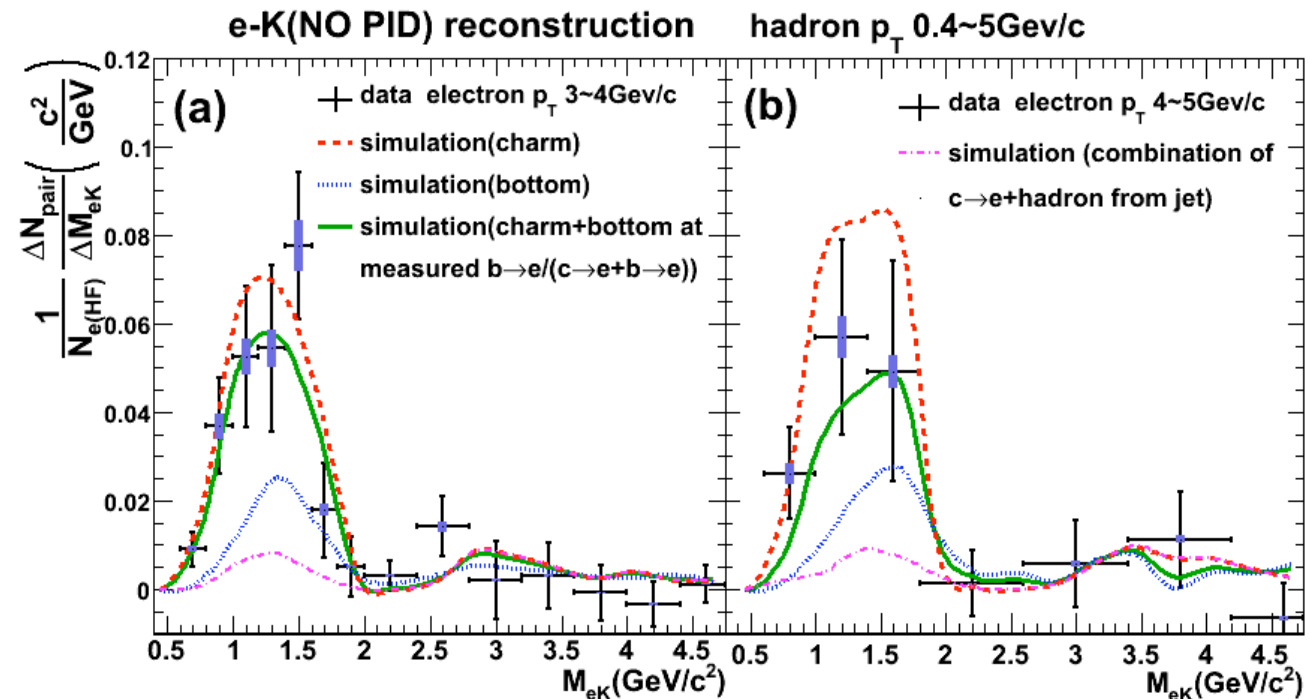 e-K(NO PID) reconstruction hadron p_T 0.4~5Gev/c
1/N_e(HF) ΔN_pair/ΔM_eK (c²/GeV)
0.12
0.1
0.08
0.06
0.04
0.02
0
(a)
data electron p_T 3~4Gev/c
simulation(charm)
simulation(bottom)
simulation(charm+bottom at
measured b→e/(c→e+b→e))
0.5 1 1.5 2 2.5 3 3.5 4 4.5
M_eK(GeV/c²)
(b)
data electron p_T 4~5Gev/c
simulation (combination of
c→e+hadron from jet)
0.5 1 1.5 2 2.5 3 3.5 4 4.5
M_eK(GeV/c²)